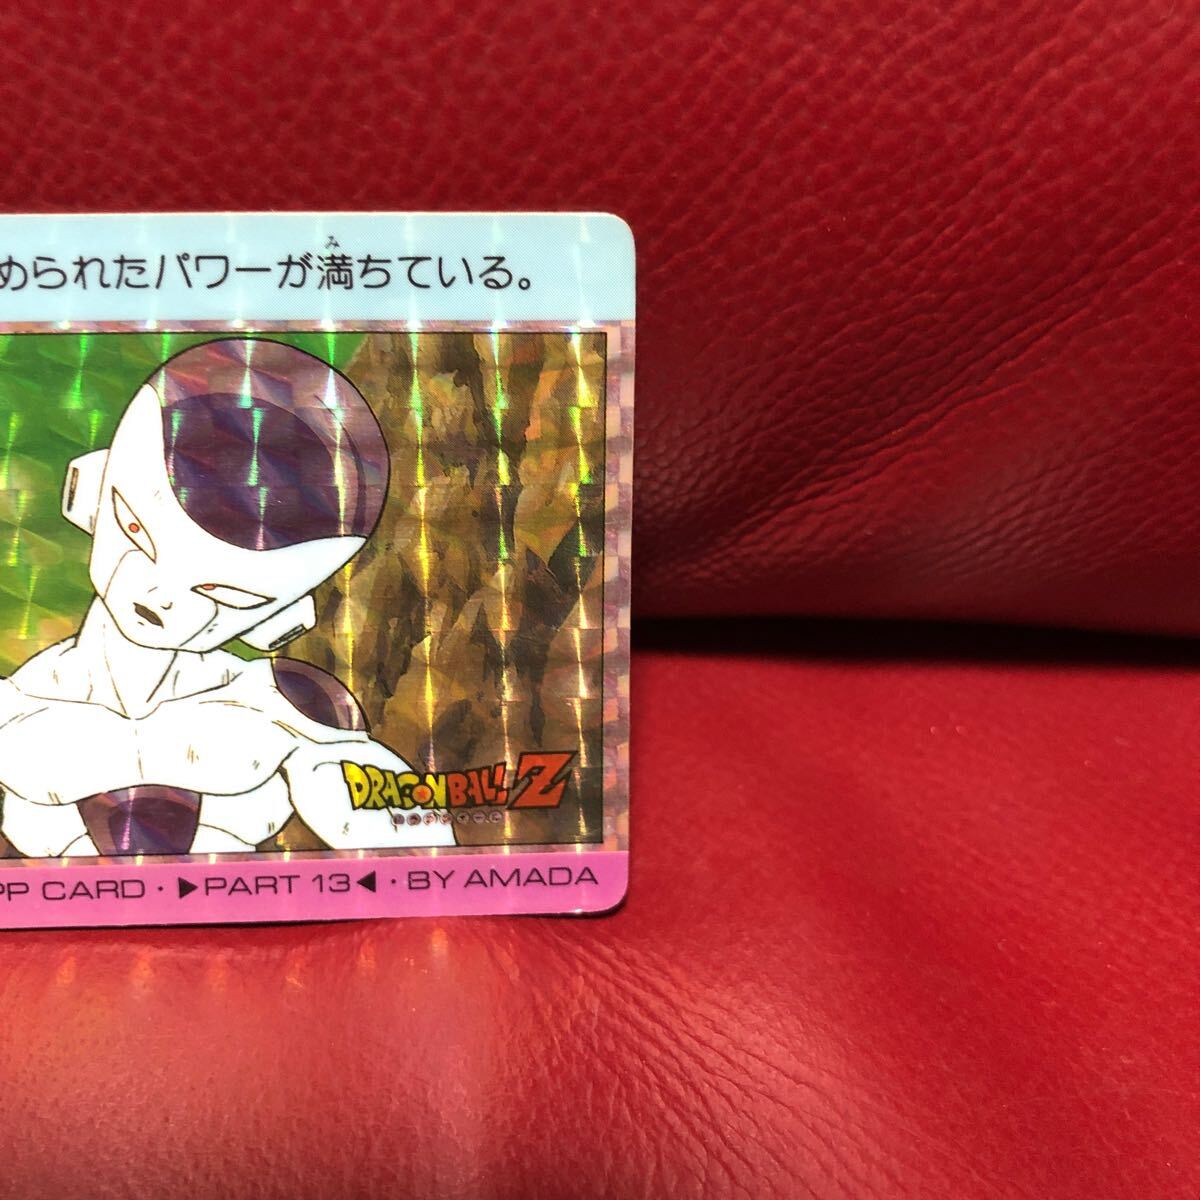 められたパワーが満ちている。
み
DRAGON BALL Z
PP CARD · ▶PART 13◀ · BY AMADA